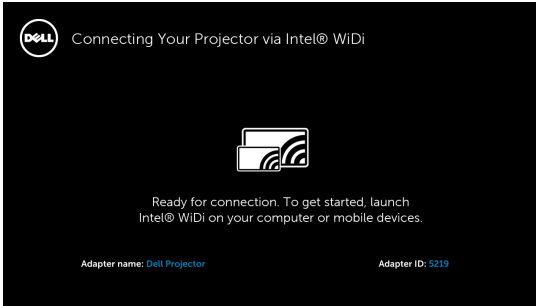 DELL
Connecting Your Projector via Intel® WiDi
Ready for connection. To get started, launch
Intel® WiDi on your computer or mobile devices.
Adapter name: Dell Projector Adapter ID: 5219